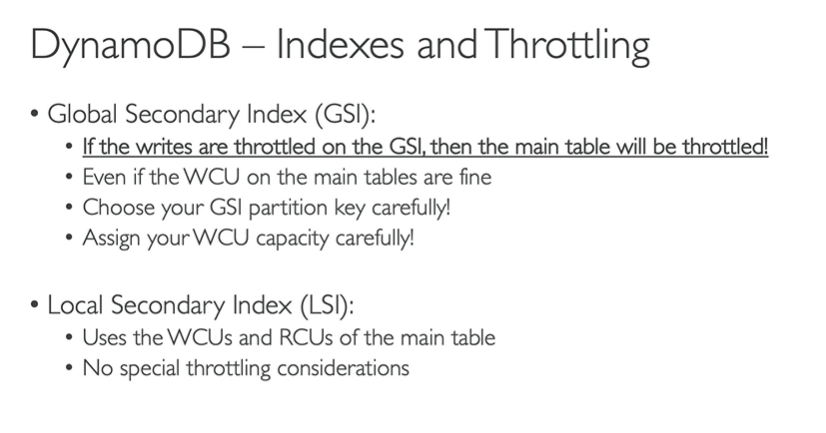 DynamoDB – Indexes and Throttling
• Global Secondary Index (GSI):
• If the writes are throttled on the GSI, then the main table will be throttled!
• Even if the WCU on the main tables are fine
• Choose your GSI partition key carefully!
• Assign your WCU capacity carefully!
• Local Secondary Index (LSI):
• Uses the WCUs and RCUs of the main table
• No special throttling considerations